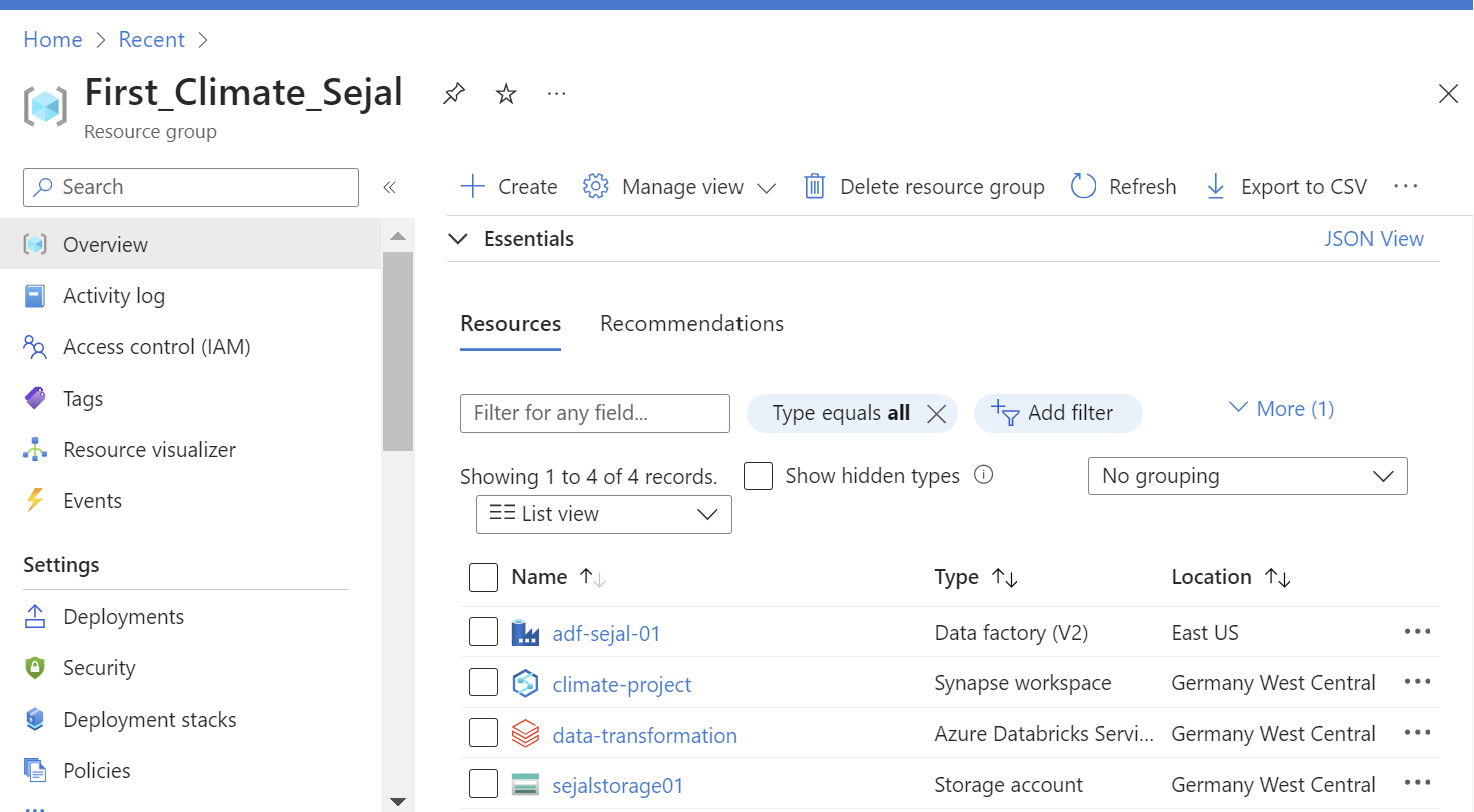 Home > Recent >
First_Climate_Sejal ...
Resource group
Search «
Overview
Activity log
Access control (IAM)
Tags
Resource visualizer
Events
Settings
Deployments
Security
Deployment stacks
Policies
Create Manage view Delete resource group Refresh Export to CSV ...
Essentials JSON View
Resources Recommendations
Filter for any field... Type equals all Add filter More (1)
Showing 1 to 4 of 4 records. Show hidden types No grouping
List view
Name Type Location
adf-sejal-01 Data factory (V2) East US ...
climate-project Synapse workspace Germany West Central ...
data-transformation Azure Databricks Servi... Germany West Central ...
sejalstorage01 Storage account Germany West Central ...